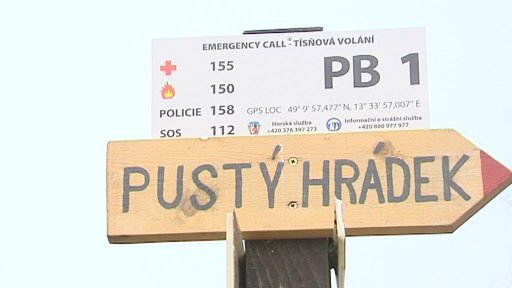 EMERGENCY CALL - TÍSŇOVÁ VOLÁNÍ
155
150
PB 1
POLICIE 158
GPS LOC 49° 9' 57,477" N, 13° 33' 57,007" E
SOS 112
Horská služba
+420 376 397 273
Informační a strážní služba
+420 800 977 977
PUSTÝ HRADEK